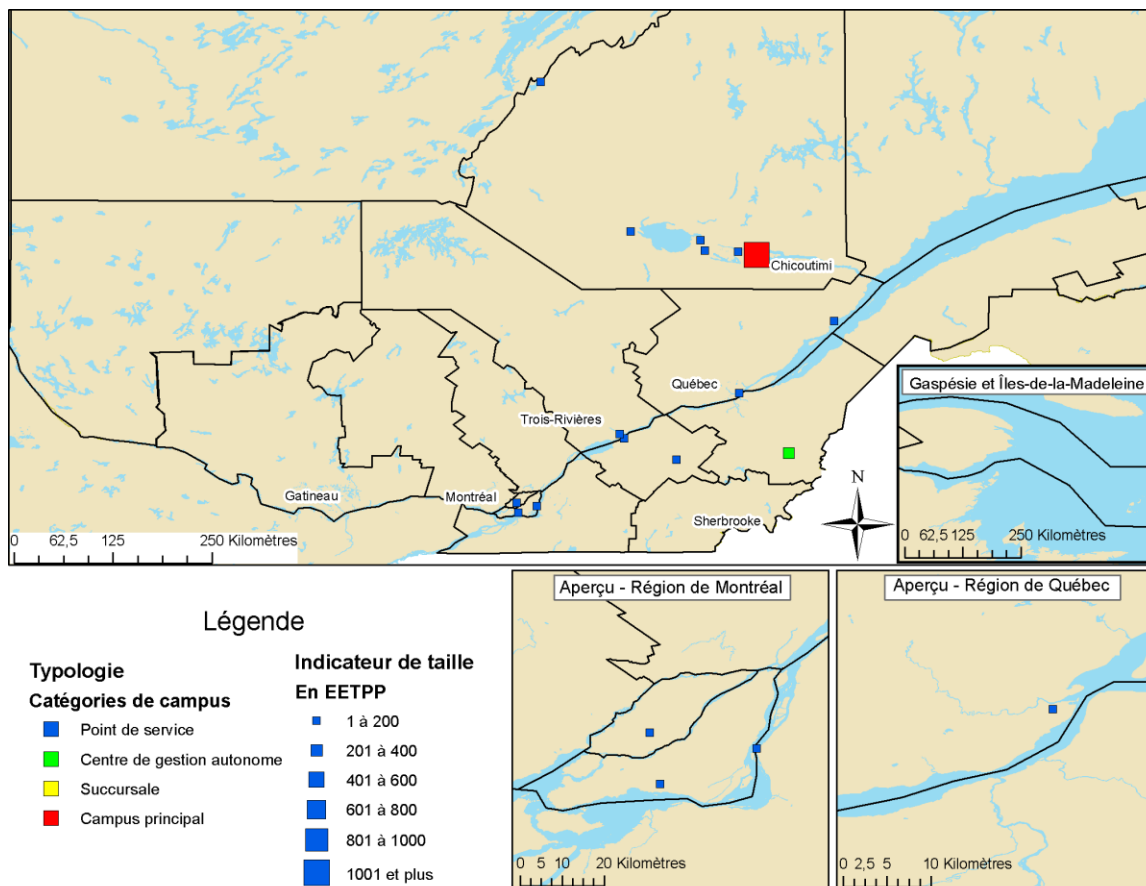 Chicoutimi
Québec
Gaspésie et Îles-de-la-Madeleine
Trois-Rivières
Gatineau
Montréal
N
Sherbrooke
0 62,5 125 250 Kilomètres
0 62,5 125 250 Kilomètres
Aperçu - Région de Montréal
Aperçu - Région de Québec
Légende
Typologie
Catégories de campus
Point de service
Centre de gestion autonome
Succursale
Campus principal
Indicateur de taille
En EETPP
1 à 200
201 à 400
401 à 600
601 à 800
801 à 1000
1001 et plus
0 5 10 20 Kilomètres
0 2,5 5 10 Kilomètres